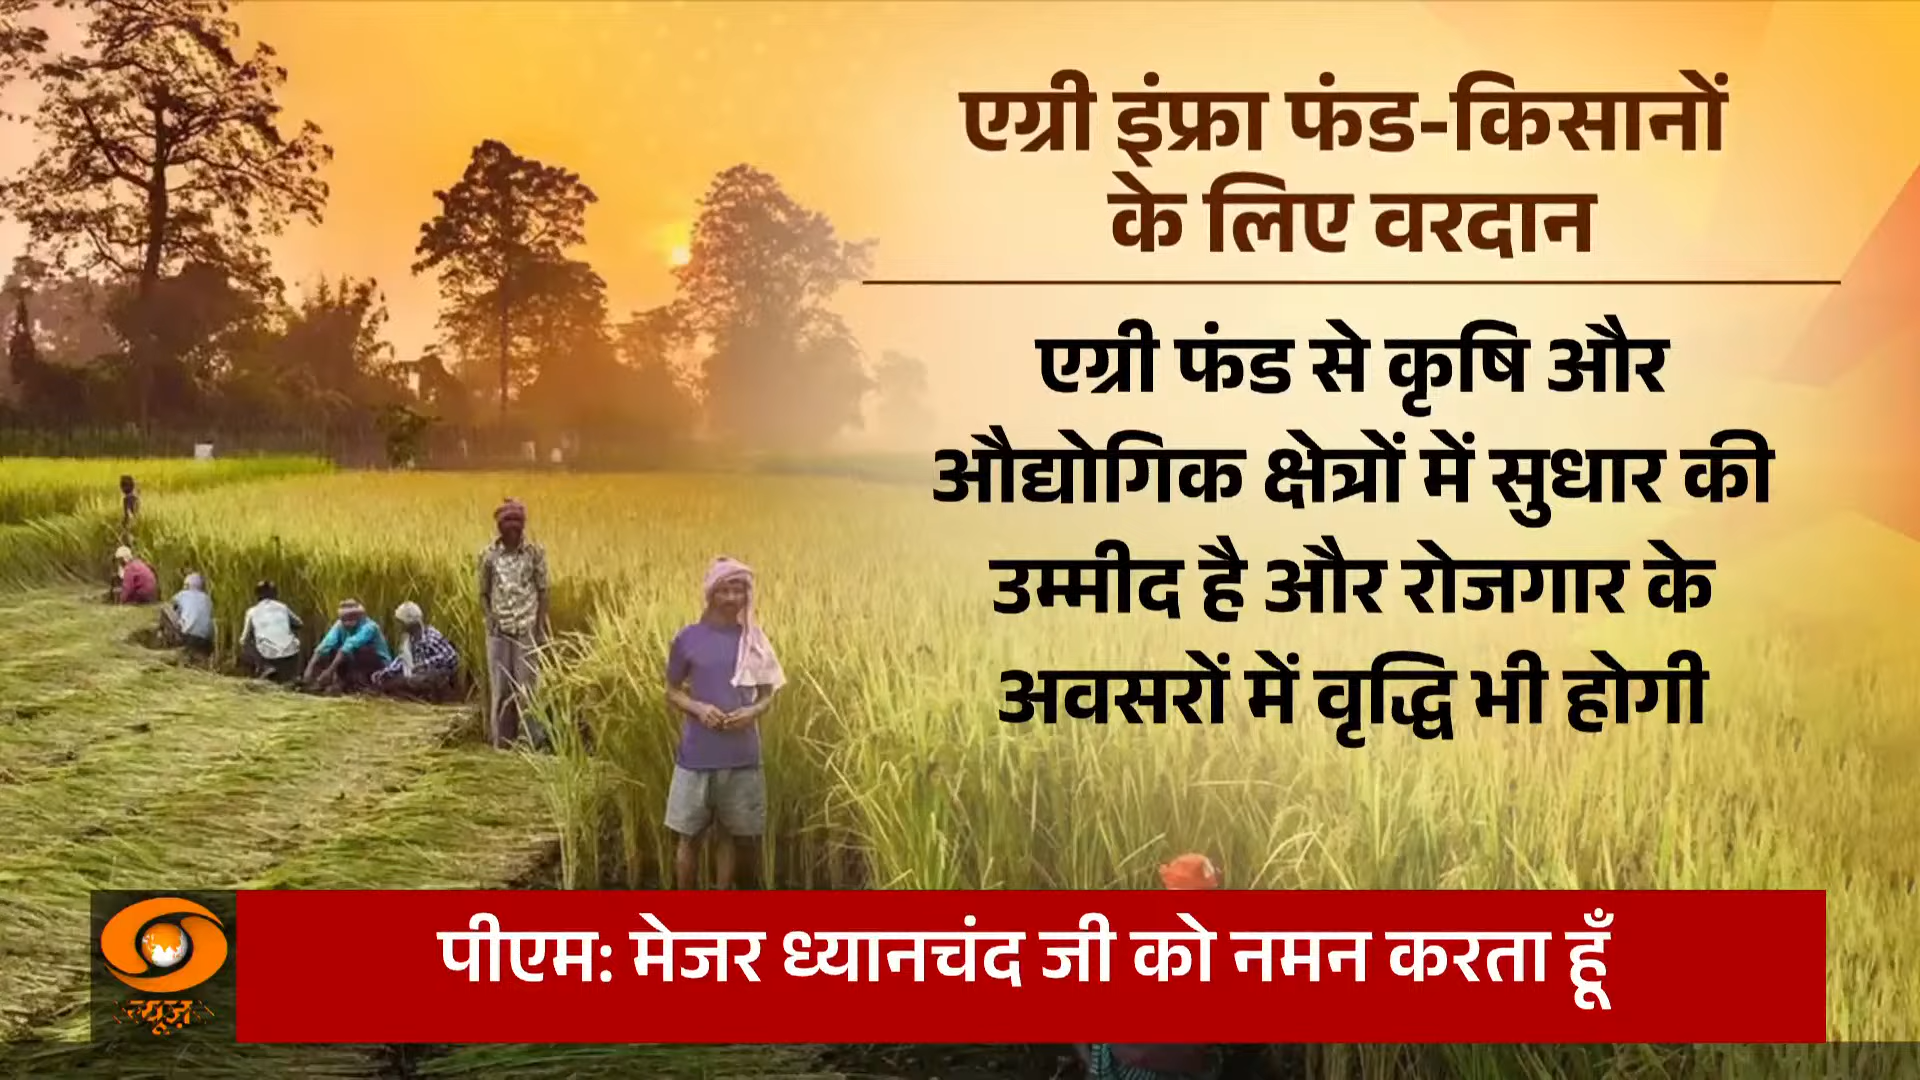 एग्री इंफ्रा फंड-किसानों
के लिए वरदान
एग्री फंड से कृषि और
औद्योगिक क्षेत्रों में सुधार की
उम्मीद है और रोजगार के
अवसरों में वृद्धि भी होगी
पीएम: मेजर ध्यानचंद जी को नमन करता हूँ
न्यूज़